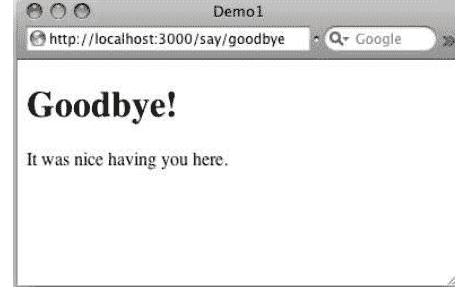 Demo1
http://localhost:3000/say/goodbye
Google
»
Goodbye!
It was nice having you here.